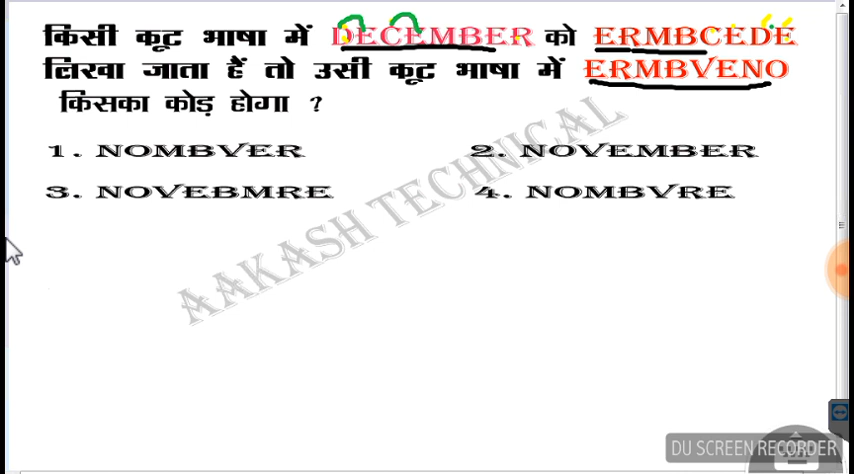 किसी कूट भाषा में DECEMBER को ERMBCEDE
लिखा जाता हैं तो उसी कूट भाषा में ERMBVENO
किसका कोड़ होगा ?
1. NOMBVER 2. NOVEMBER
3. NOVEBMRE 4. NOMBVRE
AAKASH TECHNICAL
DU SCREEN RECORDER